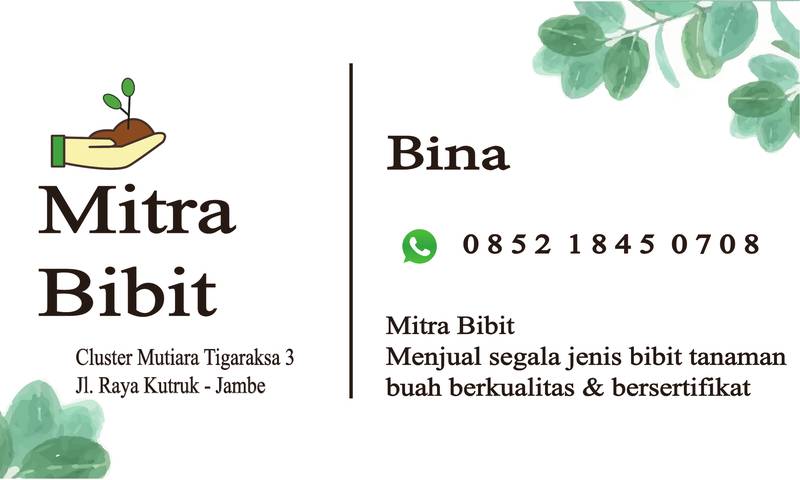 Mitra
Bibit
Cluster Mutiara Tigaraksa 3
Jl. Raya Kutruk - Jambe
Bina
0852 1845 0708
Mitra Bibit
Menjual segala jenis bibit tanaman
buah berkualitas & bersertifikat